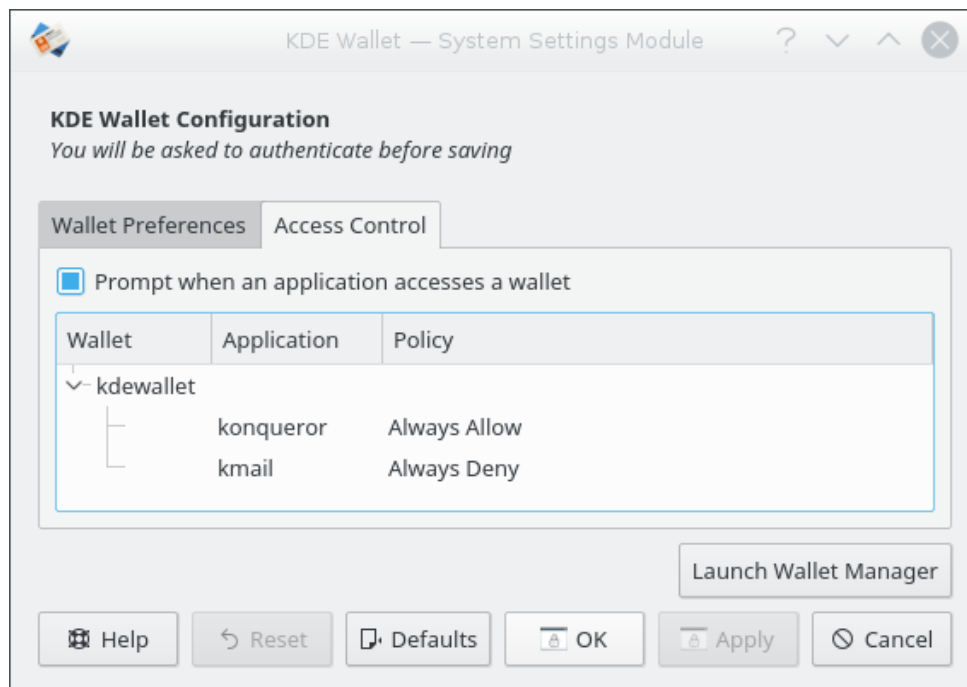 KDE Wallet — System Settings Module
KDE Wallet Configuration
You will be asked to authenticate before saving
Wallet Preferences Access Control
Prompt when an application accesses a wallet
Wallet Application Policy
kdewallet
konqueror Always Allow
kmail Always Deny
Launch Wallet Manager
Help Reset Defaults OK Apply Cancel